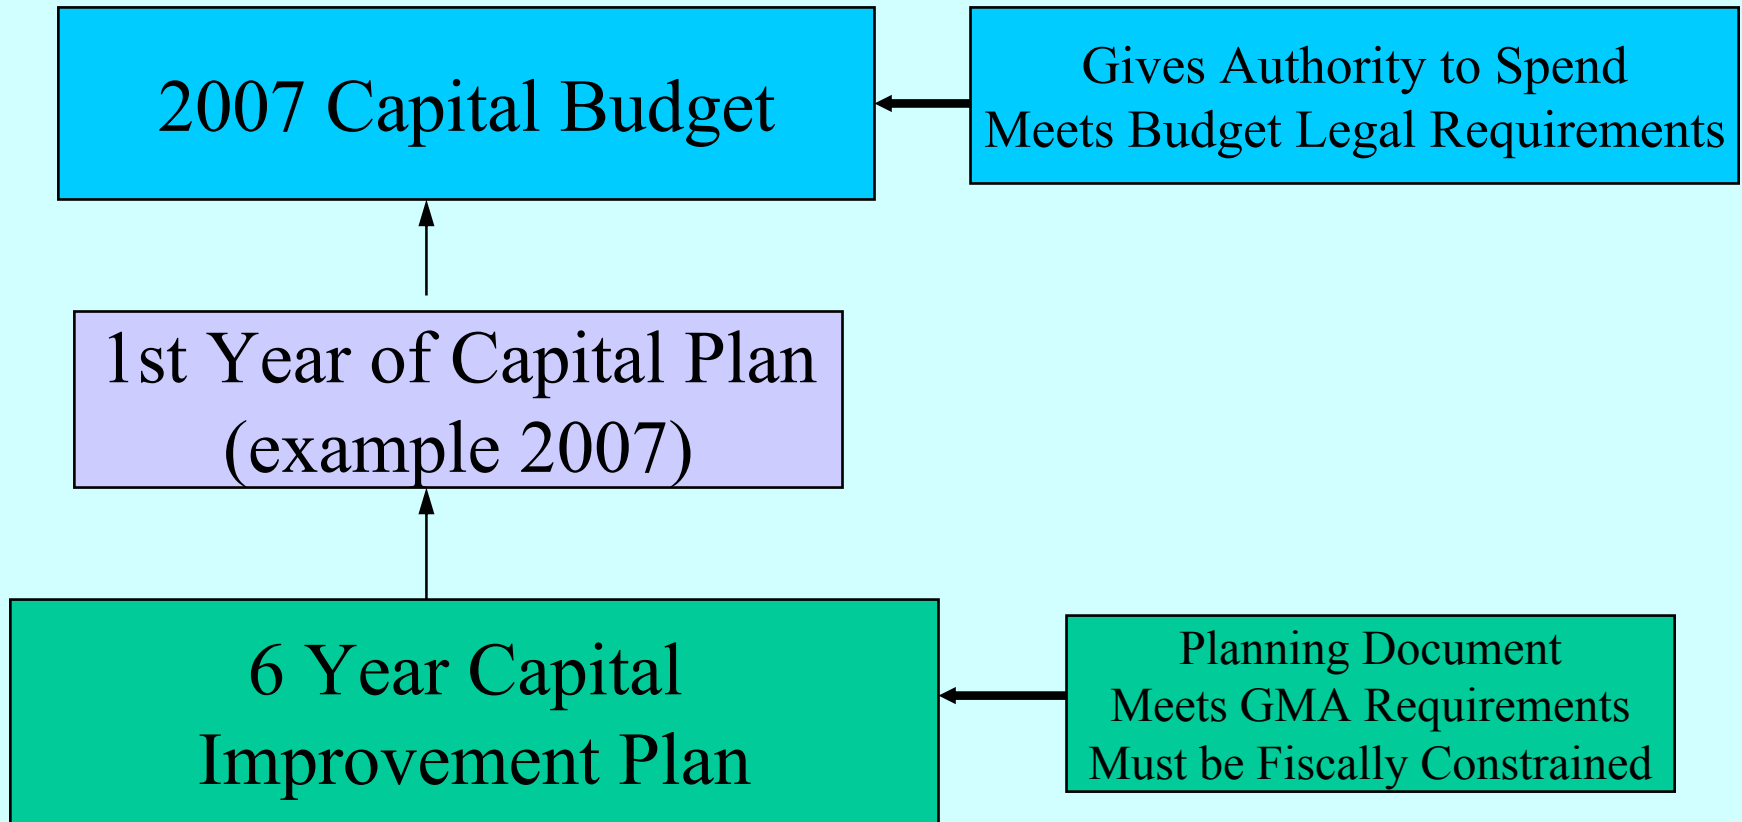 2007 Capital Budget
Gives Authority to Spend
Meets Budget Legal Requirements
1st Year of Capital Plan
(example 2007)
6 Year Capital
Improvement Plan
Planning Document
Meets GMA Requirements
Must be Fiscally Constrained